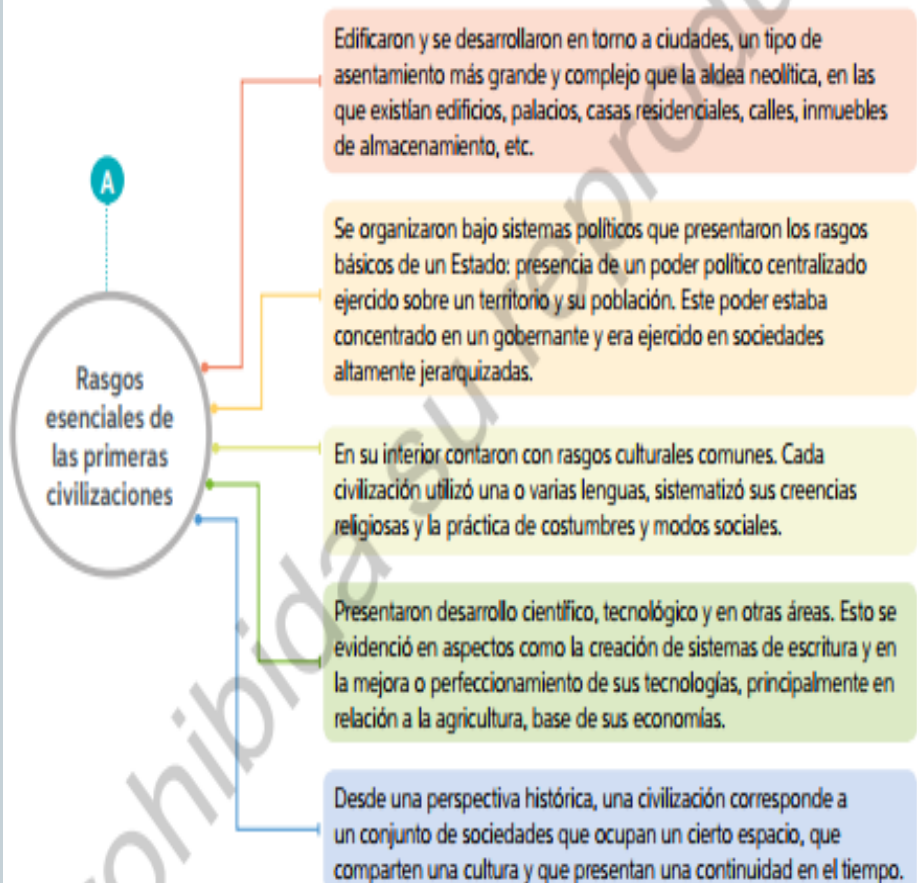 Edificaron y se desarrollaron en torno a ciudades, un tipo de
asentamiento más grande y complejo que la aldea neolítica, en las
que existían edificios, palacios, casas residenciales, calles, inmuebles
de almacenamiento, etc.
A
Se organizaron bajo sistemas políticos que presentaron los rasgos
básicos de un Estado: presencia de un poder político centralizado
ejercido sobre un territorio y su población. Este poder estaba
concentrado en un gobernante y era ejercido en sociedades
altamente jerarquizadas.
Rasgos
esenciales de
las primeras
civilizaciones
En su interior contaron con rasgos culturales comunes. Cada
civilización utilizó una o varias lenguas, sistematizó sus creencias
religiosas y la práctica de costumbres y modos sociales.
Presentaron desarrollo científico, tecnológico y en otras áreas. Esto se
evidenció en aspectos como la creación de sistemas de escritura y en
la mejora o perfeccionamiento de sus tecnologías, principalmente en
relación a la agricultura, base de sus economías.
Desde una perspectiva histórica, una civilización corresponde a
un conjunto de sociedades que ocupan un cierto espacio, que
comparten una cultura y que presentan una continuidad en el tiempo.
su